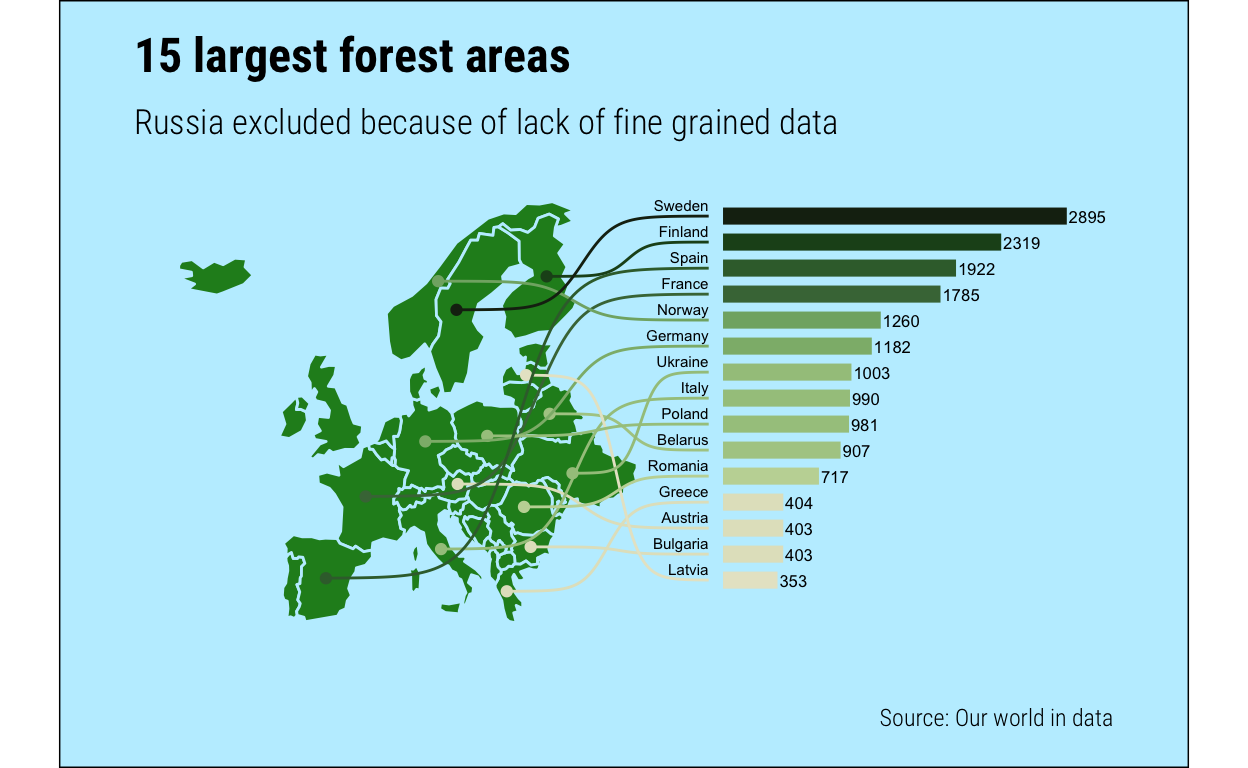 15 largest forest areas
Russia excluded because of lack of fine grained data
Sweden 2895
Finland 2319
Spain 1922
France 1785
Norway 1260
Germany 1182
Ukraine 1003
Italy 990
Poland 981
Belarus 907
Romania 717
Greece 404
Austria 403
Bulgaria 403
Latvia 353
Source: Our world in data